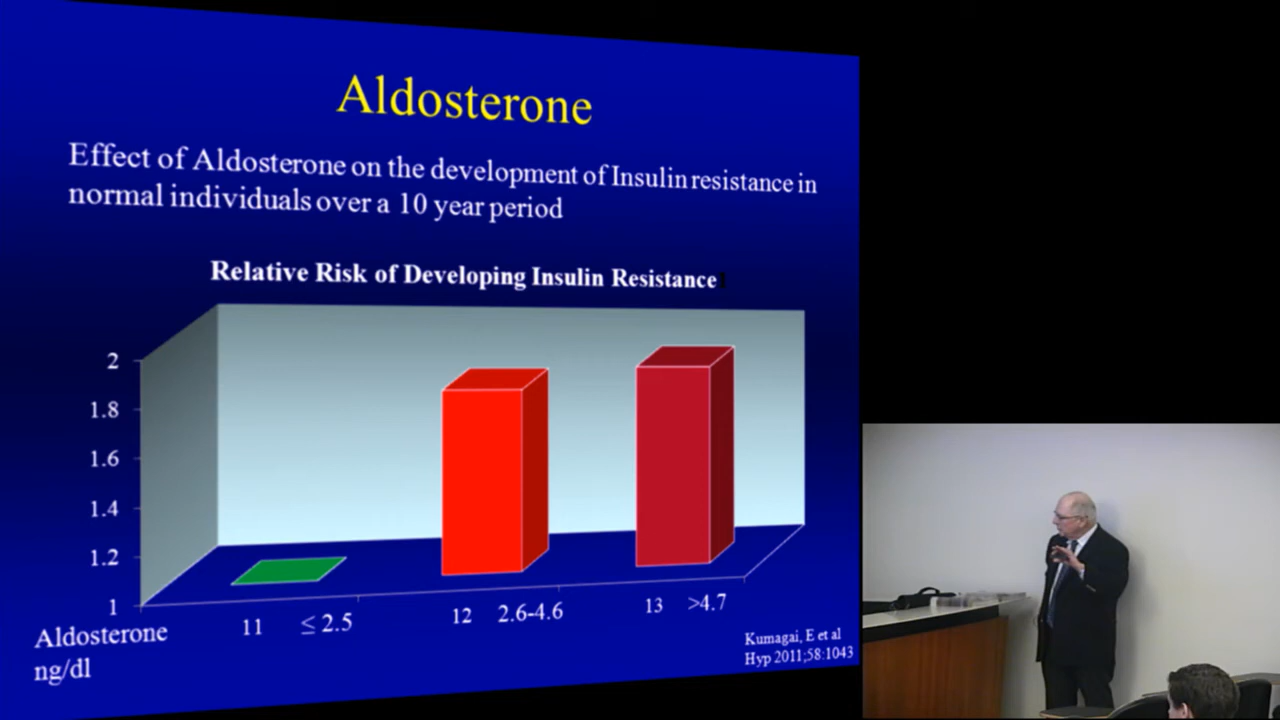 Aldosterone
Effect of Aldosterone on the development of Insulin resistance in
normal individuals over a 10 year period
Relative Risk of Developing Insulin Resistance
2
1.8
1.6
1.4
1.2
1
Aldosterone
ng/dl
11 ≤ 2.5
12 2.6-4.6
13 >4.7
Kumagai, E et al
Hyp 2011;58:1043